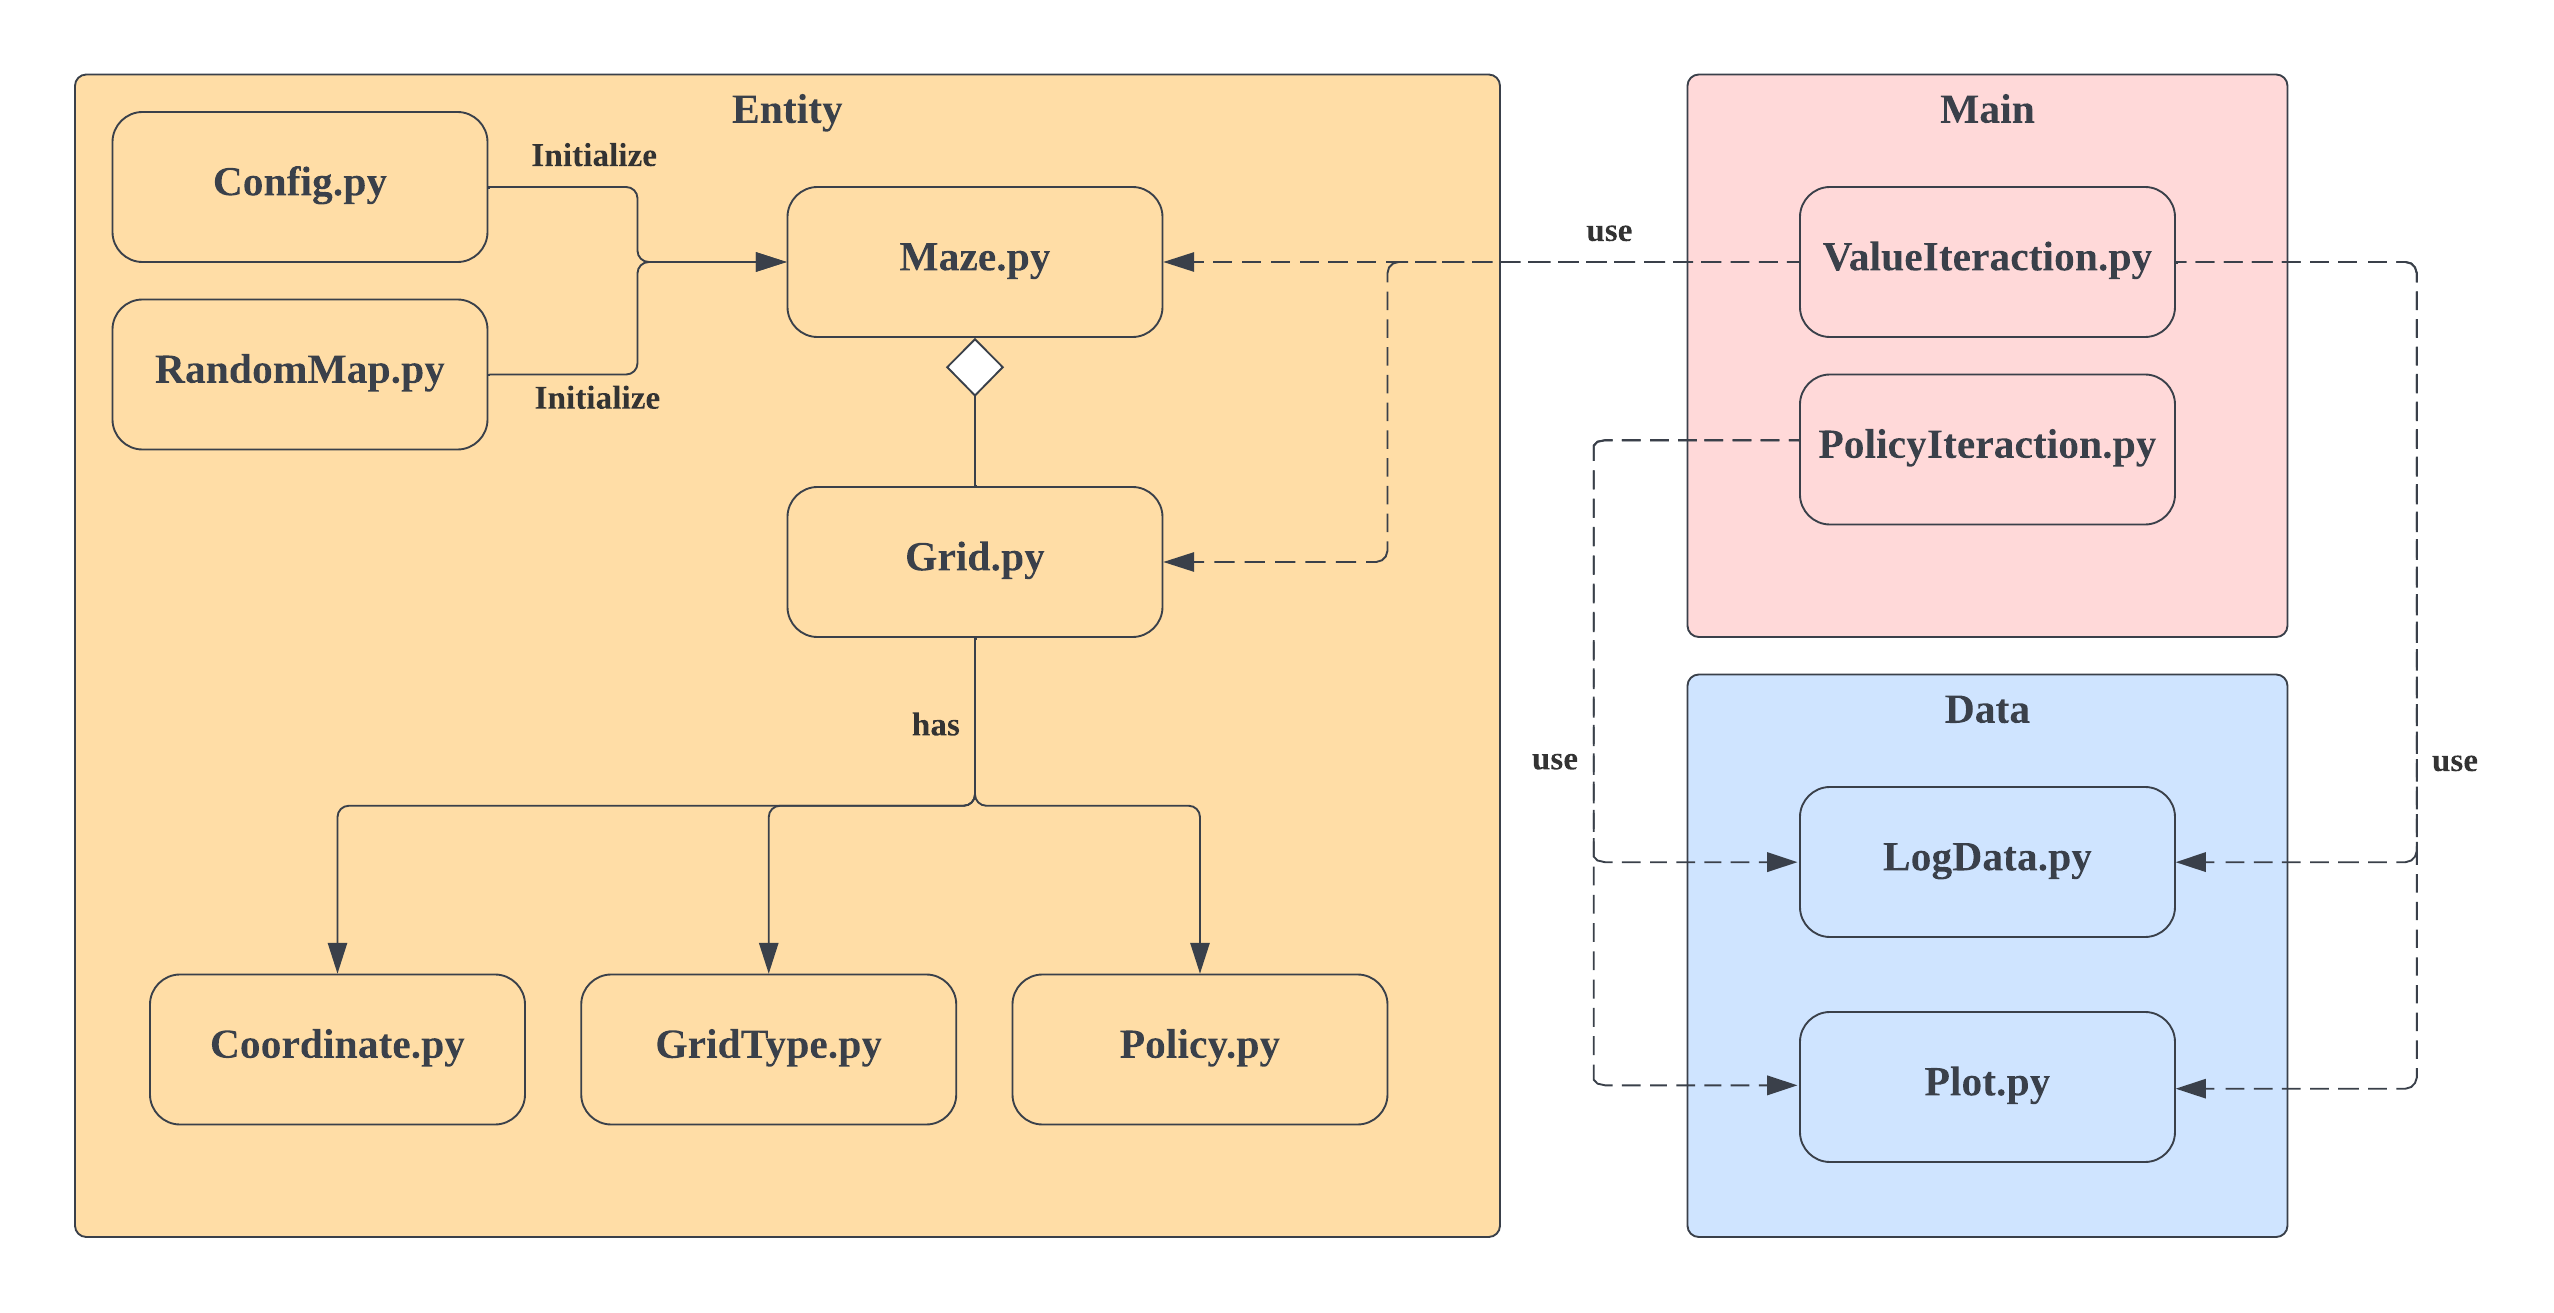 Entity
Config.py
Initialize
RandomMap.py
Initialize
Maze.py
Grid.py
has
Coordinate.py
GridType.py
Policy.py
Main
use
ValueIteraction.py
PolicyIteraction.py
Data
use
use
LogData.py
Plot.py